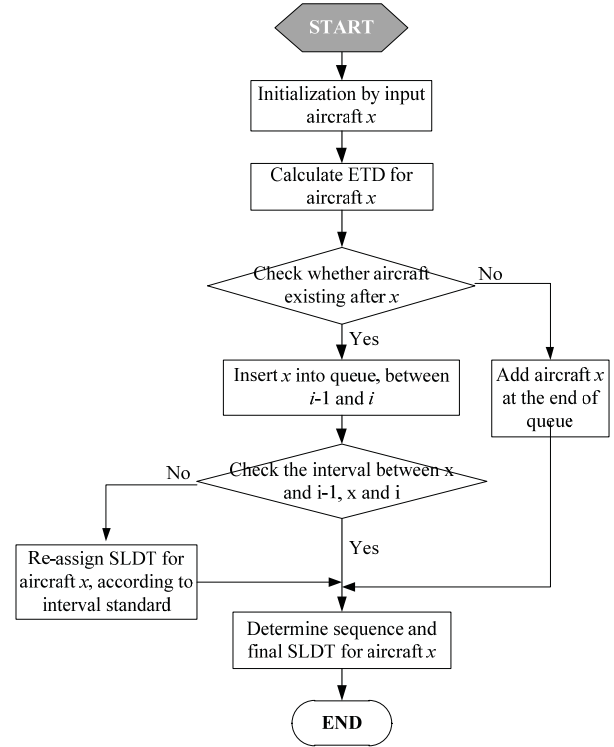 START
Initialization by input
aircraft x
Calculate ETD for
aircraft x
Check whether aircraft
existing after x
No
Yes
Insert x into queue, between
i-1 and i
Add aircraft x
at the end of
queue
Check the interval between x
and i-1, x and i
No
Yes
Re-assign SLDT for
aircraft x, according to
interval standard
Determine sequence and
final SLDT for aircraft x
END